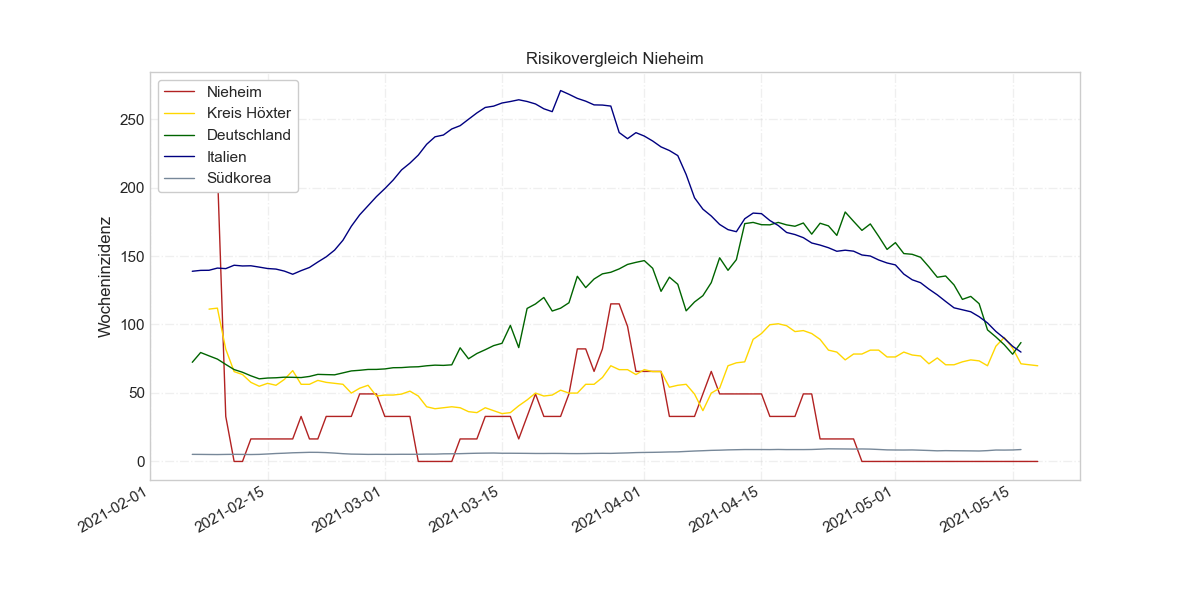 Risikovergleich Nieheim
Nieheim
Kreis Höxter
Deutschland
Italien
Südkorea
Wocheninzidenz
250
200
150
100
50
0
2021-02-01
2021-02-15
2021-03-01
2021-03-15
2021-04-01
2021-04-15
2021-05-01
2021-05-15